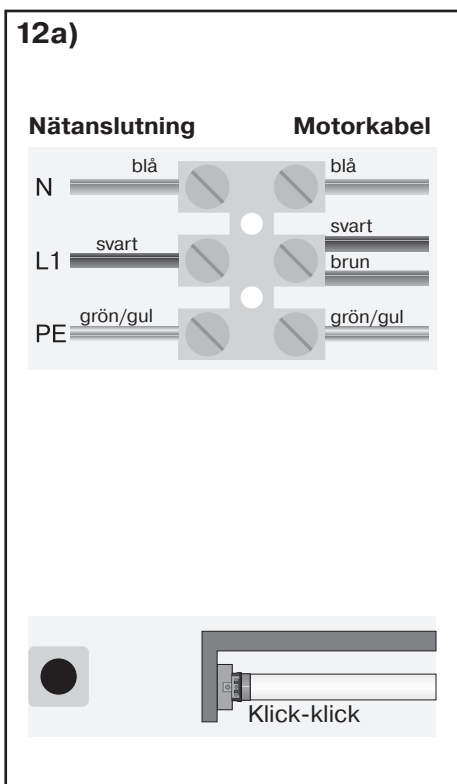 12a)
Nätanslutning Motorkabel
blå blå
N
svart svart
L1 brun
grön/gul grön/gul
PE
Klick-klick